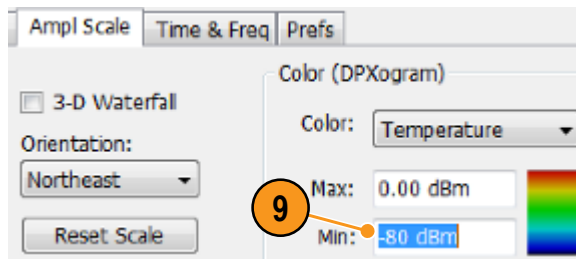 Ampl Scale Time & Freq Prefs
Color (DPXogram)
3-D Waterfall
Color: Temperature
Orientation:
Northeast
Max: 0.00 dBm
9
Reset Scale
Min: -80 dBm